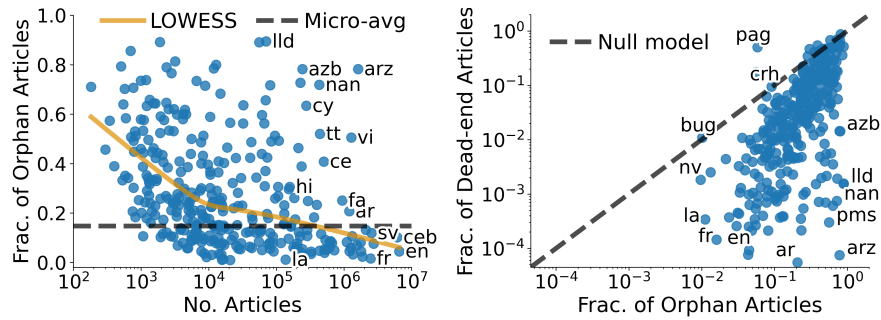 LOWESS
Micro-avg
Frac. of Orphan Articles
1.0
0.8
0.6
0.4
0.2
0.0
lld
azb
arz
nan
cy
tt
vi
ce
hi
fa
ar
sv
ceb
en
fr
la
10^2
10^3
10^4
10^5
10^6
10^7
No. Articles
Null model
Frac. of Dead-end Articles
10^0
10^−1
10^−2
10^−3
10^−4
pag
crh
bug
nv
azb
lld
nan
pms
la
fr
en
ar
arz
10^−4
10^−3
10^−2
10^−1
10^0
Frac. of Orphan Articles